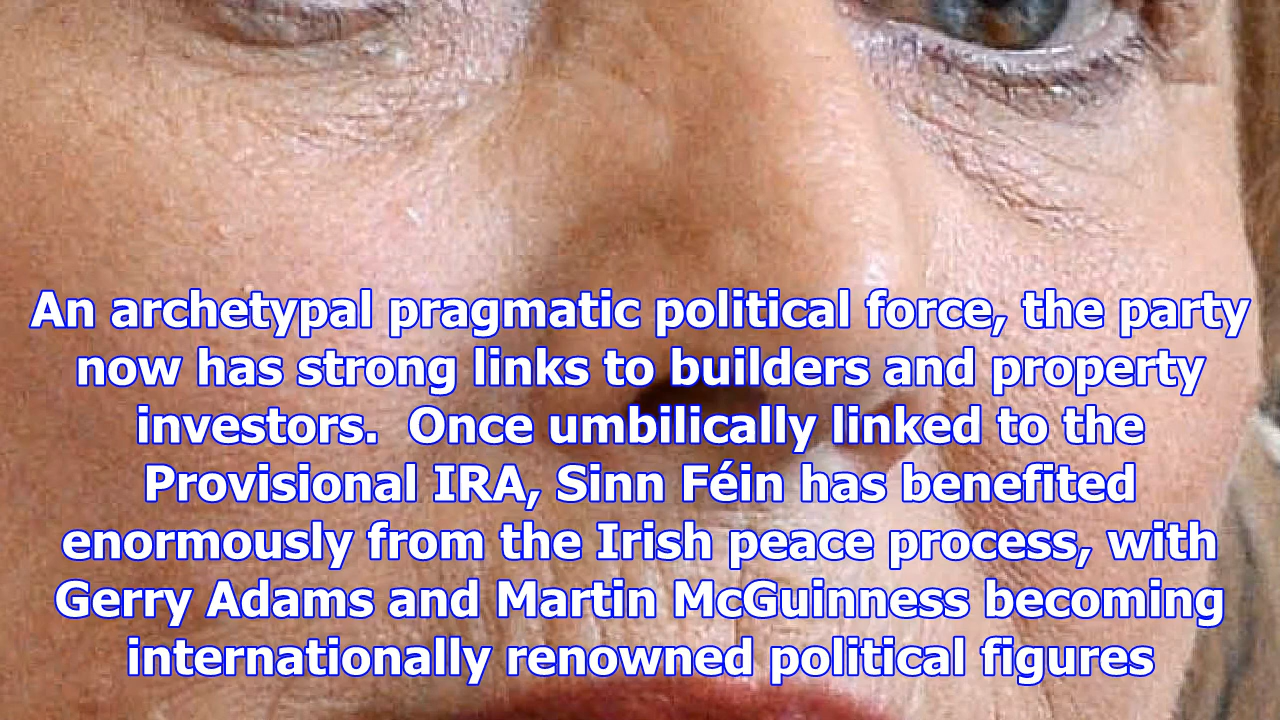 An archetypal pragmatic political force, the party
now has strong links to builders and property
investors.  Once umbilically linked to the
Provisional IRA, Sinn Féin has benefited
enormously from the Irish peace process, with
Gerry Adams and Martin McGuinness becoming
internationally renowned political figures